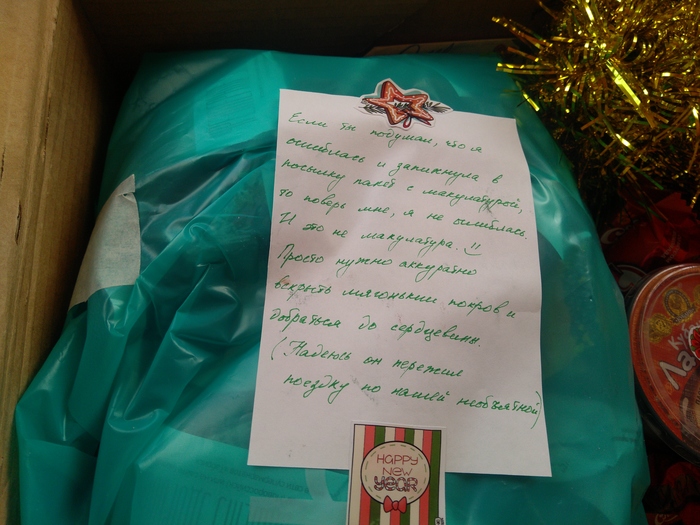 Если ты подумал, что я
ошиблась и запихнула в
посылку пакет с макулатурой,
то поверь мне, я не ошиблась.
И это не макулатура. :)
Просто нужно аккуратно
вскрыть мягонький покров и
добраться до сердцевины.
(Надеюсь он пережил
поездку по нашей необъятной)
HAPPY
NEW
YEAR